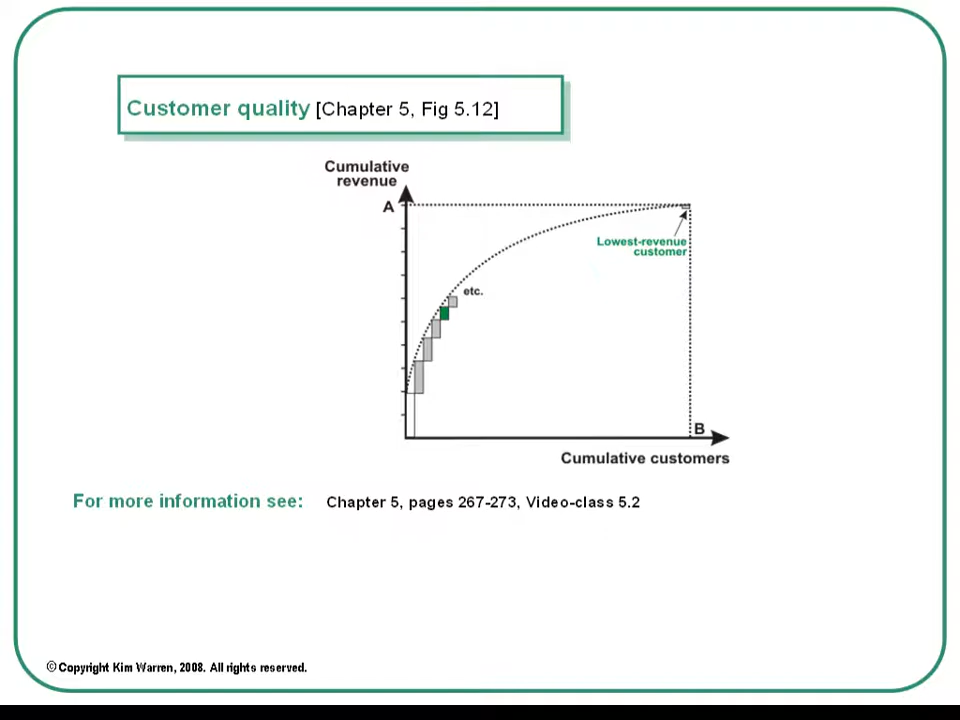 Customer quality [Chapter 5, Fig 5.12]
Cumulative
revenue
A
Lowest-revenue
customer
etc.
B
Cumulative customers
For more information see: Chapter 5, pages 267-273, Video-class 5.2
© Copyright Kim Warren, 2008. All rights reserved.